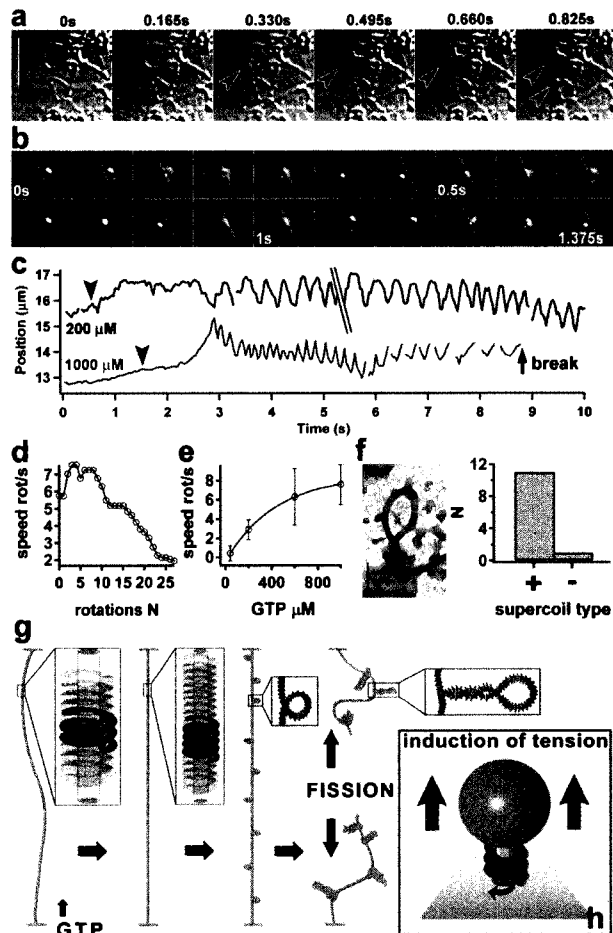 a
0s 0.165s 0.330s 0.495s 0.660s 0.825s
b
0s 0.5s
1s 1.375s
c
Position (μm)
17
16
15
14
13
200 μM
1000 μM
break
0 1 2 3 4 5 6 7 8 9 10
Time (s)
d
speed rot/s
7
6
5
4
3
2
0 5 10 15 20 25
rotations N
e
speed rot/s
8
6
4
2
0
0 400 800
GTP μM
f
N
12
8
4
0
+ -
supercoil type
g
GTP
FISSION
induction of tension
h